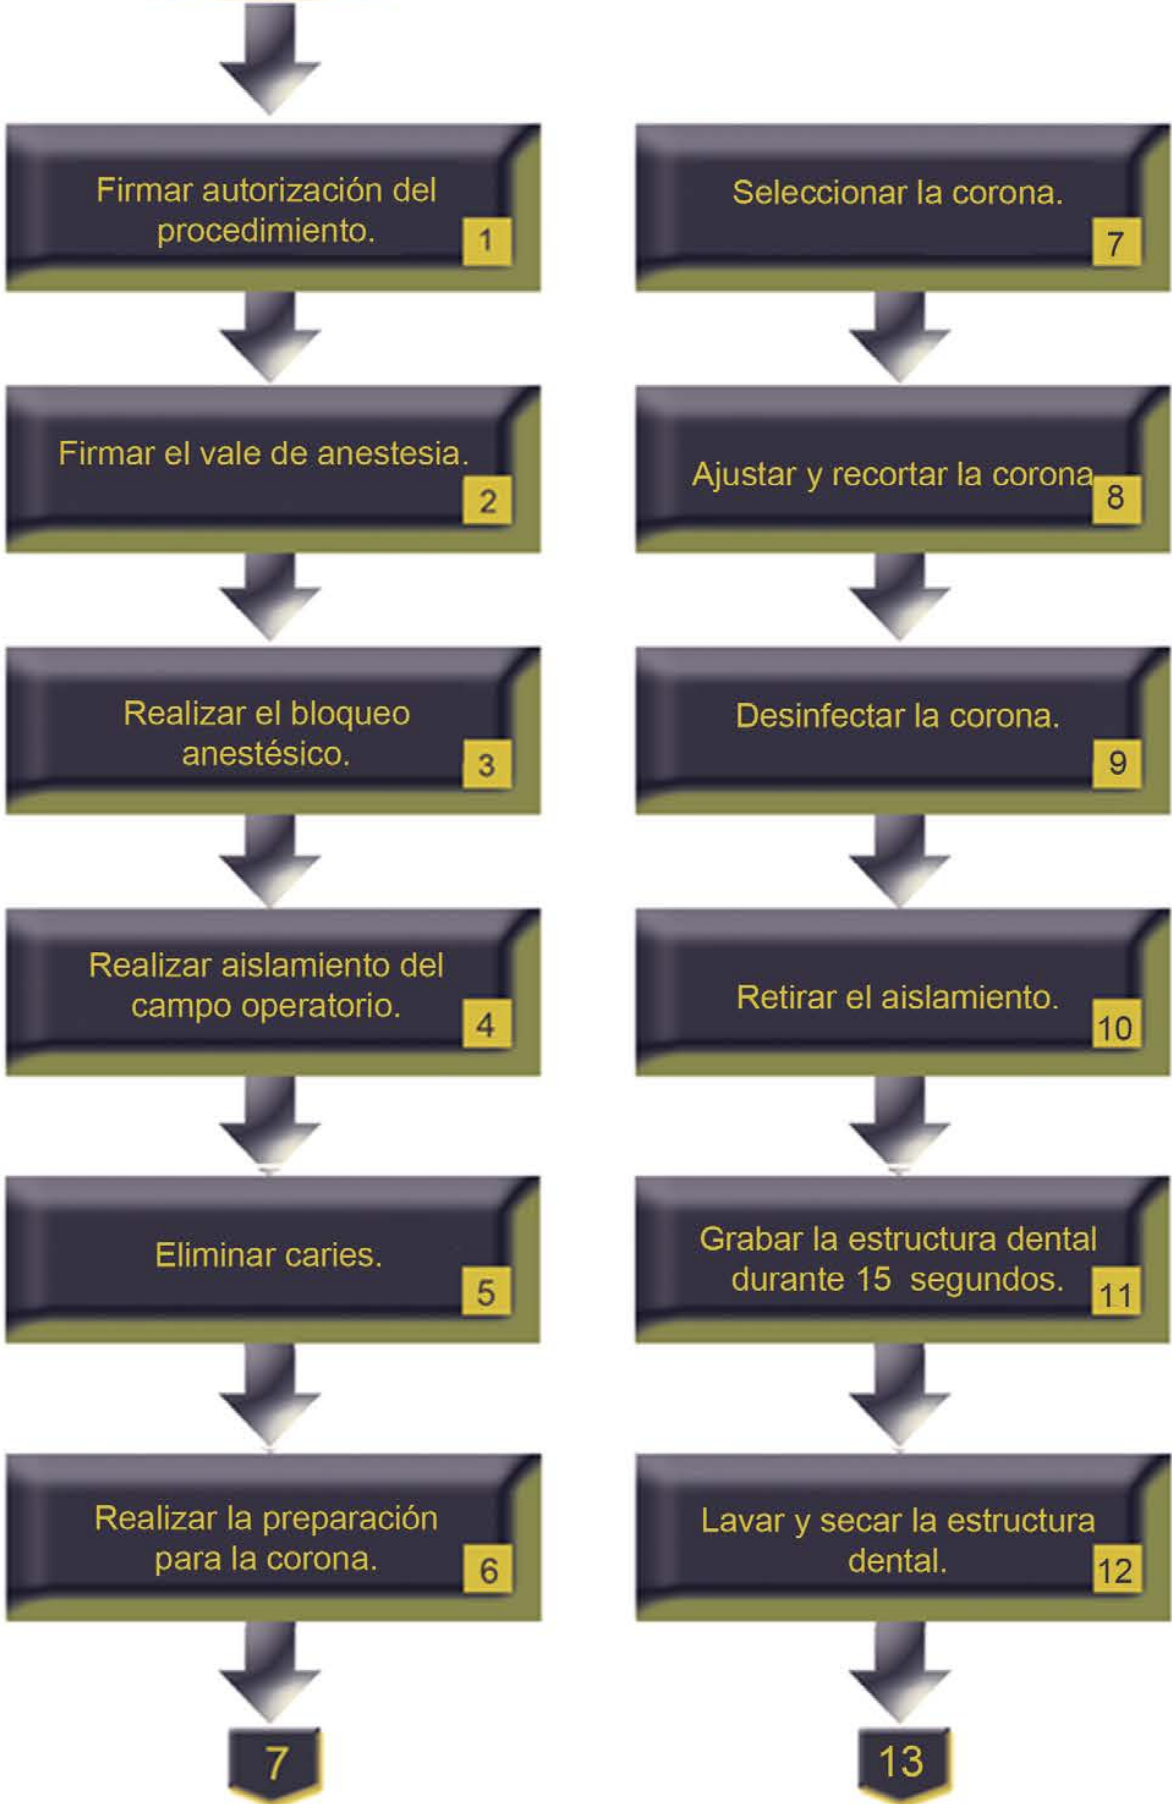 Firmar autorización del
procedimiento.
1
Firmar el vale de anestesia.
2
Realizar el bloqueo
anestésico.
3
Realizar aislamiento del
campo operatorio.
4
Eliminar caries.
5
Realizar la preparación
para la corona.
6
7
Seleccionar la corona.
7
Ajustar y recortar la corona
8
Desinfectar la corona.
9
Retirar el aislamiento.
10
Grabar la estructura dental
durante 15 segundos.
11
Lavar y secar la estructura
dental.
12
13